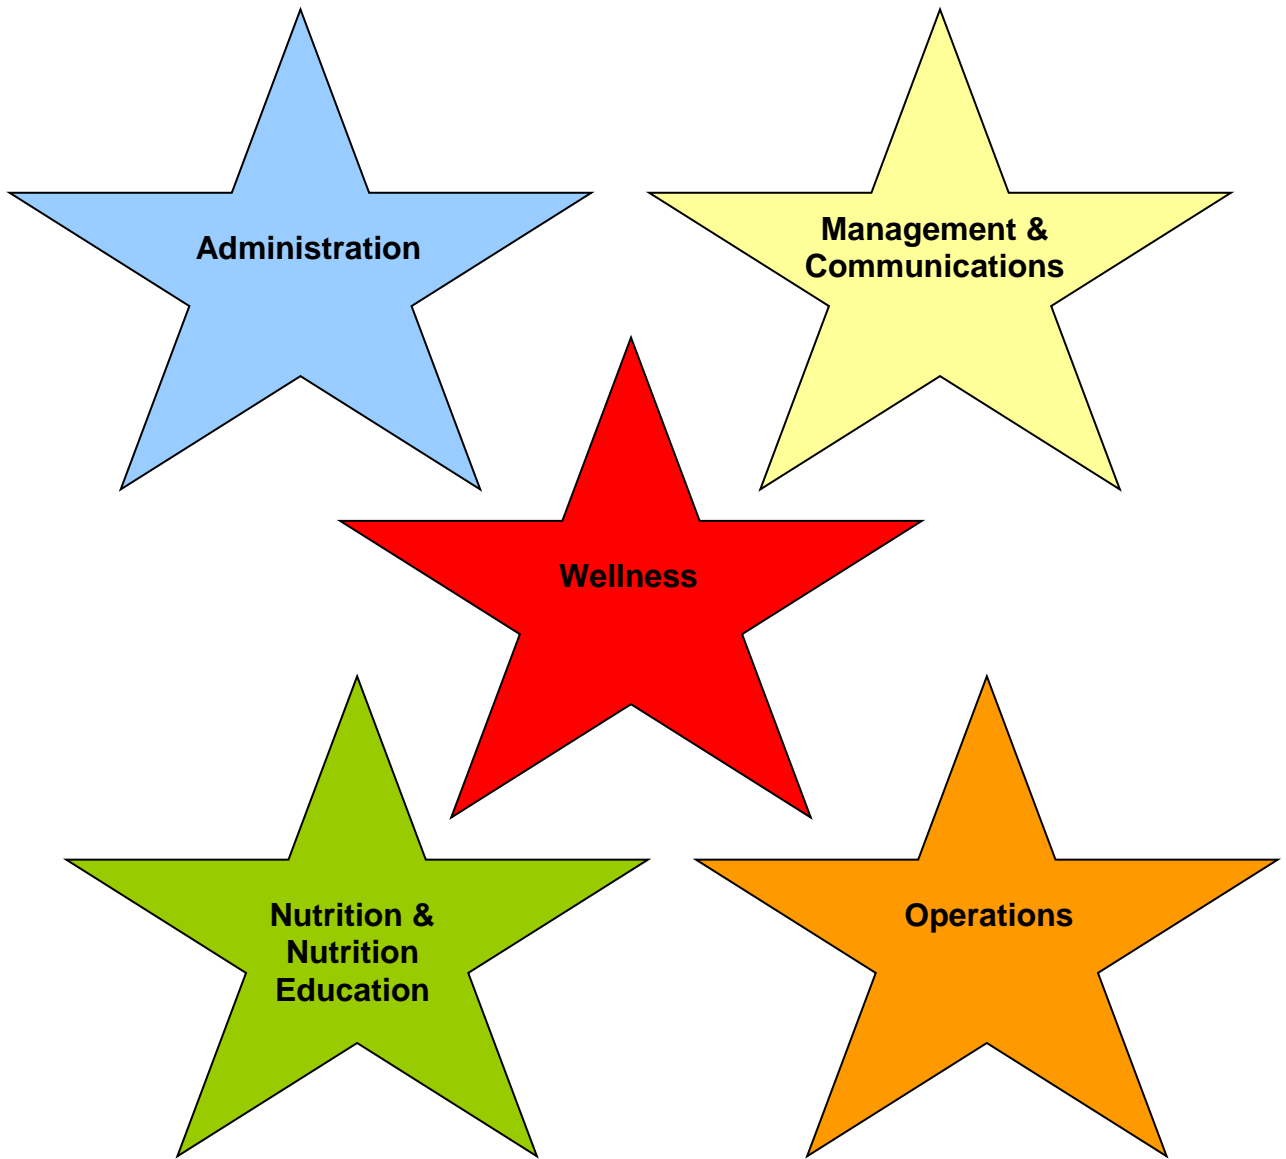 Administration
Management &
Communications
Wellness
Nutrition &
Nutrition
Education
Operations